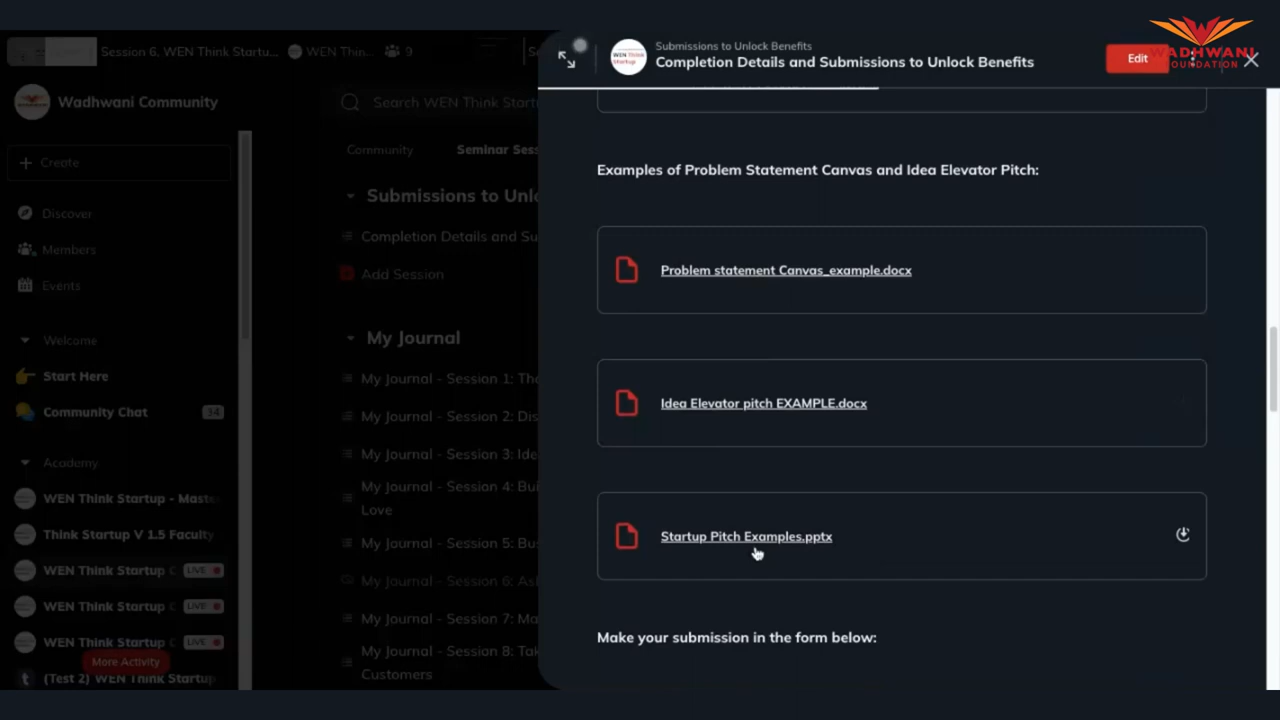 Session 6, WEN Think Startu...
WEN Thin...
9
Wadhwani Community
Create
Discover
Members
Events
Welcome
Start Here
Community Chat
34
Academy
WEN Think Startup - Maste
Think Startup V 1.5 Faculty
WEN Think Startup C
LIVE
WEN Think Startup C
LIVE
WEN Think Startup C
LIVE
More Activity
(Test 2) WEN Think Startup
Search WEN Think Start
Community
Seminar Ses
Submissions to Unlo
Completion Details and Su
Add Session
My Journal
My Journal - Session 1: The
My Journal - Session 2: Dis
My Journal - Session 3: Ide
My Journal - Session 4: Bui
Love
My Journal - Session 5: Bus
My Journal - Session 6: Asl
My Journal - Session 7: Ma
My Journal - Session 8: Tak
Customers
WEN Think
Startup
Submissions to Unlock Benefits
Completion Details and Submissions to Unlock Benefits
Edit
WADHWANI
FOUNDATION
Examples of Problem Statement Canvas and Idea Elevator Pitch:
Problem statement Canvas_example.docx
Idea Elevator pitch EXAMPLE.docx
Startup Pitch Examples.pptx
Make your submission in the form below: